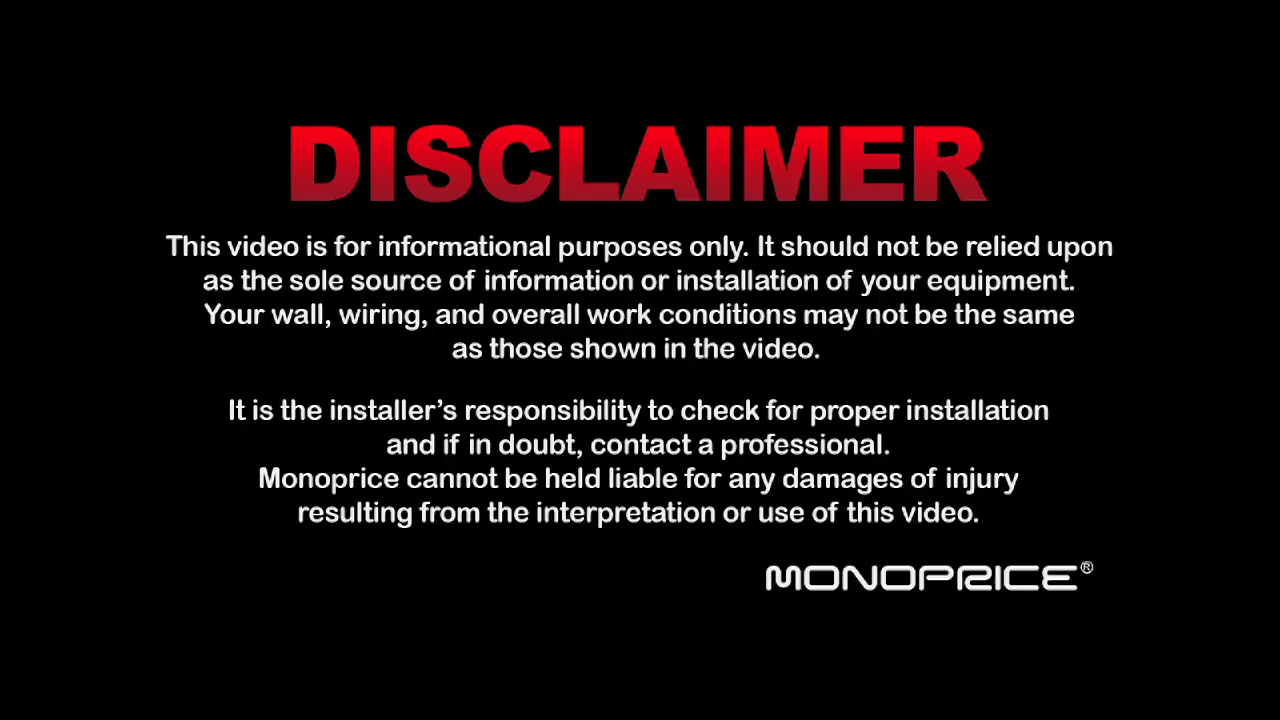 DISCLAIMER
This video is for informational purposes only. It should not be relied upon
as the sole source of information or installation of your equipment.
Your wall, wiring, and overall work conditions may not be the same
as those shown in the video.
It is the installer’s responsibility to check for proper installation
and if in doubt, contact a professional.
Monoprice cannot be held liable for any damages of injury
resulting from the interpretation or use of this video.
MONOPRICE®